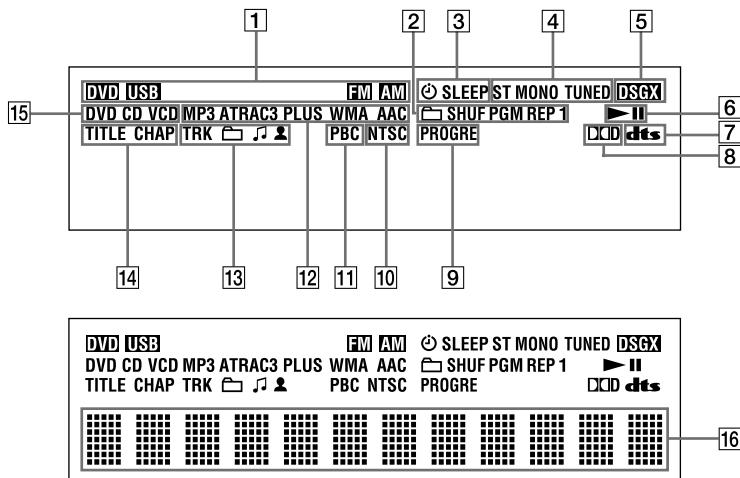 1 2 3 4 5
DVD USB FM AM SLEEP ST MONO TUNED DSGX
15 DVD CD VCD MP3 ATRAC3 PLUS WMA AAC SHUF PGM REP 1 6
TITLE CHAP TRK PBC NTSC PROGRE dts 7
8
14 13 12 11 10 9
DVD USB FM AM SLEEP ST MONO TUNED DSGX
DVD CD VCD MP3 ATRAC3 PLUS WMA AAC SHUF PGM REP 1
TITLE CHAP TRK PBC NTSC PROGRE dts
16